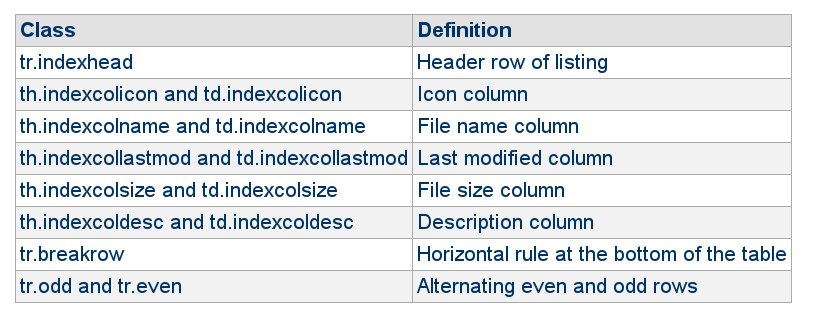 Class Definition
tr.indexhead Header row of listing
th.indexcolicon and td.indexcolicon Icon column
th.indexcolname and td.indexcolname File name column
th.indexcollastmod and td.indexcollastmod Last modified column
th.indexcolsize and td.indexcolsize File size column
th.indexcoldesc and td.indexcoldesc Description column
tr.breakrow Horizontal rule at the bottom of the table
tr.odd and tr.even Alternating even and odd rows